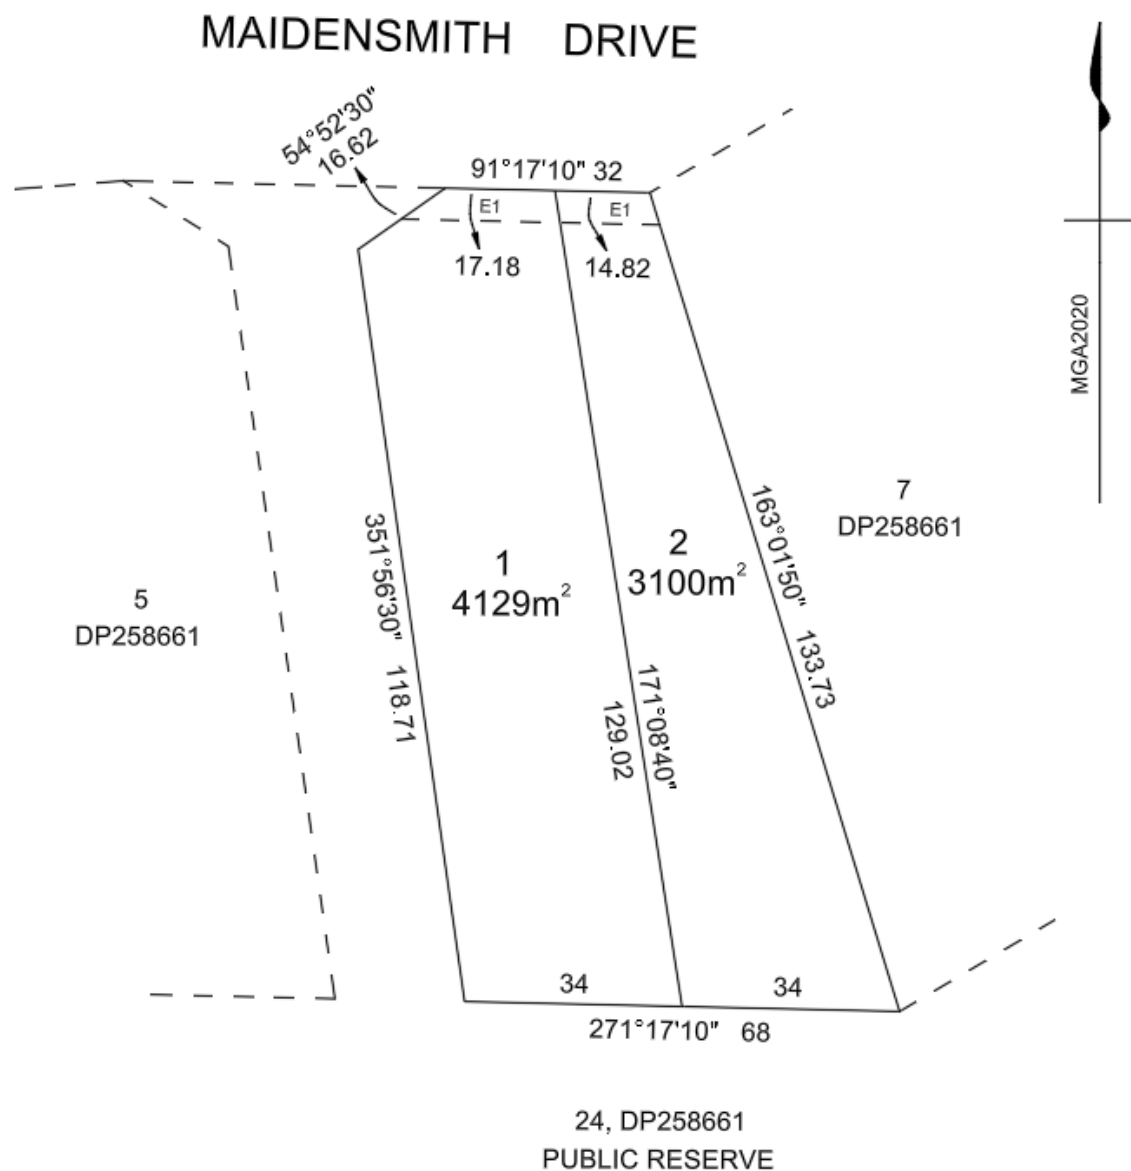 MAIDENSMITH DRIVE
54°52'30"
16.62
91°17'10" 32
E1
E1
17.18
14.82
MGA2020
7
DP258661
163°01'50" 133.73
2
3100m²
1
4129m²
351°56'30" 118.71
5
DP258661
171°08'40"
129.02
34
34
271°17'10" 68
24, DP258661
PUBLIC RESERVE